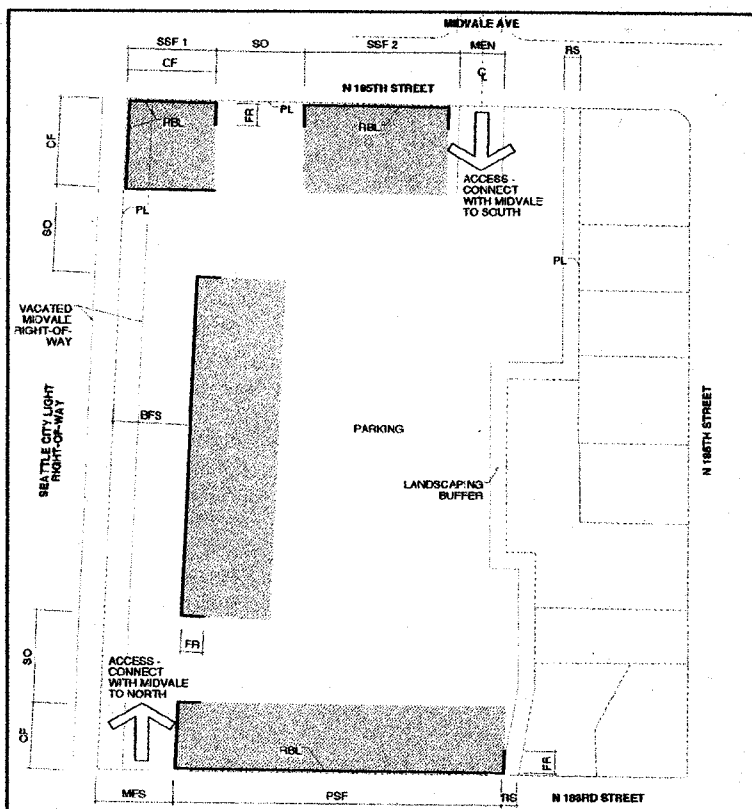 MIDVALE AVE
SSF 1
SO
SSF 2
MEN
RS
CF
CL
N 195TH STREET
FR
PL
RBL
RBL
CF
ACCESS -
CONNECT
WITH MIDVALE
TO SOUTH
SO
PL
PL
VACATED
MIDVALE
RIGHT-OF-
WAY
SEATTLE CITY LIGHT
RIGHT-OF-WAY
BFS
PARKING
LANDSCAPING
BUFFER
N 185TH STREET
SO
FR
ACCESS -
CONNECT
WITH MIDVALE
TO NORTH
CF
RBL
FR
MFS
PSF
TIS
N 183RD STREET